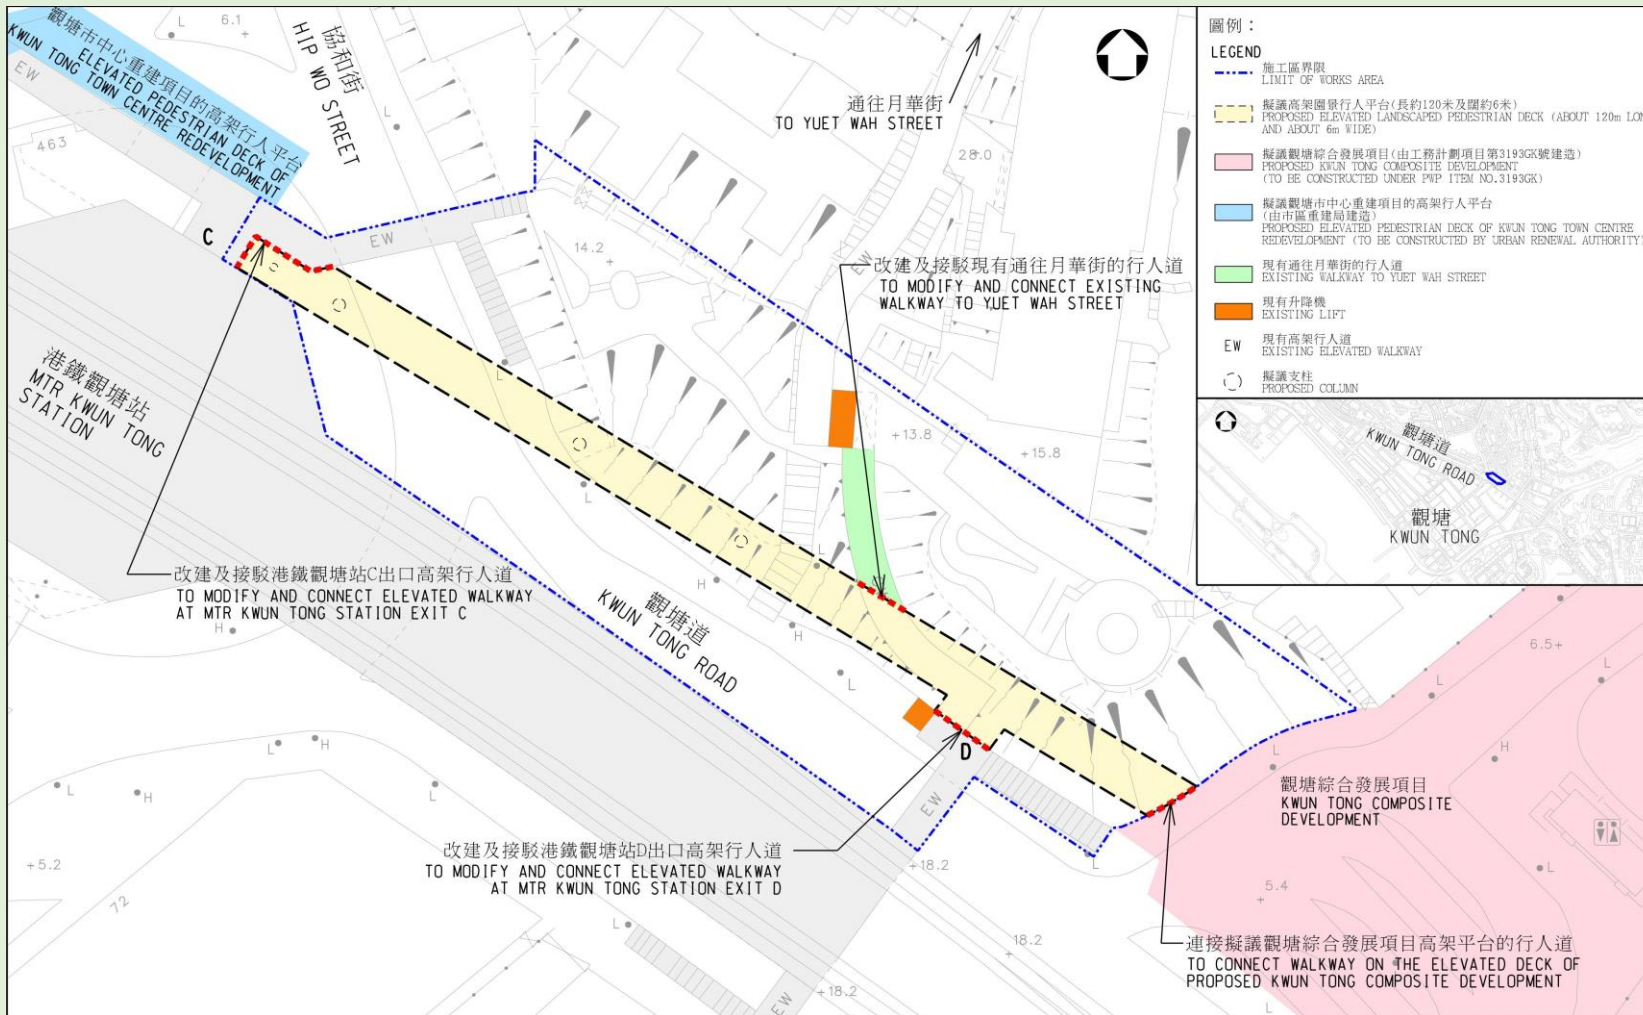 觀塘市中心重建項目的高架行人平台
ELEVATED PEDESTRIAN DECK OF
KWUN TONG TOWN CENTRE REDEVELOPMENT
協和街
HIP WO STREET
通往月華街
TO YUET WAH STREET
EW
463
L
6.1+
28.0
14.2+
EW
EW
C
港鐵觀塘站
MTR KWUN TONG
STATION
改建及接駁現有通往月華街的行人道
TO MODIFY AND CONNECT EXISTING
WALKWAY TO YUET WAH STREET
+13.8
+15.8
改建及接駁港鐵觀塘站C出口高架行人道
TO MODIFY AND CONNECT ELEVATED WALKWAY
AT MTR KWUN TONG STATION EXIT C
觀塘道
KWUN TONG ROAD
D
EW
改建及接駁港鐵觀塘站D出口高架行人道
TO MODIFY AND CONNECT ELEVATED WALKWAY
AT MTR KWUN TONG STATION EXIT D
+5.2
72
+18.2
18.2
+18.2
EW
6.5+
5.4
觀塘綜合發展項目
KWUN TONG COMPOSITE
DEVELOPMENT
連接擬議觀塘綜合發展項目高架平台的行人道
TO CONNECT WALKWAY ON THE ELEVATED DECK OF
PROPOSED KWUN TONG COMPOSITE DEVELOPMENT
圖例：
LEGEND
施工區界限
LIMIT OF WORKS AREA
擬議高架園景行人平台(長約120米及闊約6米)
PROPOSED ELEVATED LANDSCAPED PEDESTRIAN DECK (ABOUT 120m LON
AND ABOUT 6m WIDE)
擬議觀塘綜合發展項目(由工務計劃項目第3193GK號建造)
PROPOSED KWUN TONG COMPOSITE DEVELOPMENT
(TO BE CONSTRUCTED UNDER PWP ITEM NO.3193GK)
擬議觀塘市中心重建項目的高架行人平台
(由市區重建局建造)
PROPOSED ELEVATED PEDESTRIAN DECK OF KWUN TONG TOWN CENTRE
REDEVELOPMENT (TO BE CONSTRUCTED BY URBAN RENEWAL AUTHORITY)
現有通往月華街的行人道
EXISTING WALKWAY TO YUET WAH STREET
現有升降機
EXISTING LIFT
EW
現有高架行人道
EXISTING ELEVATED WALKWAY
擬議支柱
PROPOSED COLUMN
觀塘道
KWUN TONG ROAD
觀塘
KWUN TONG